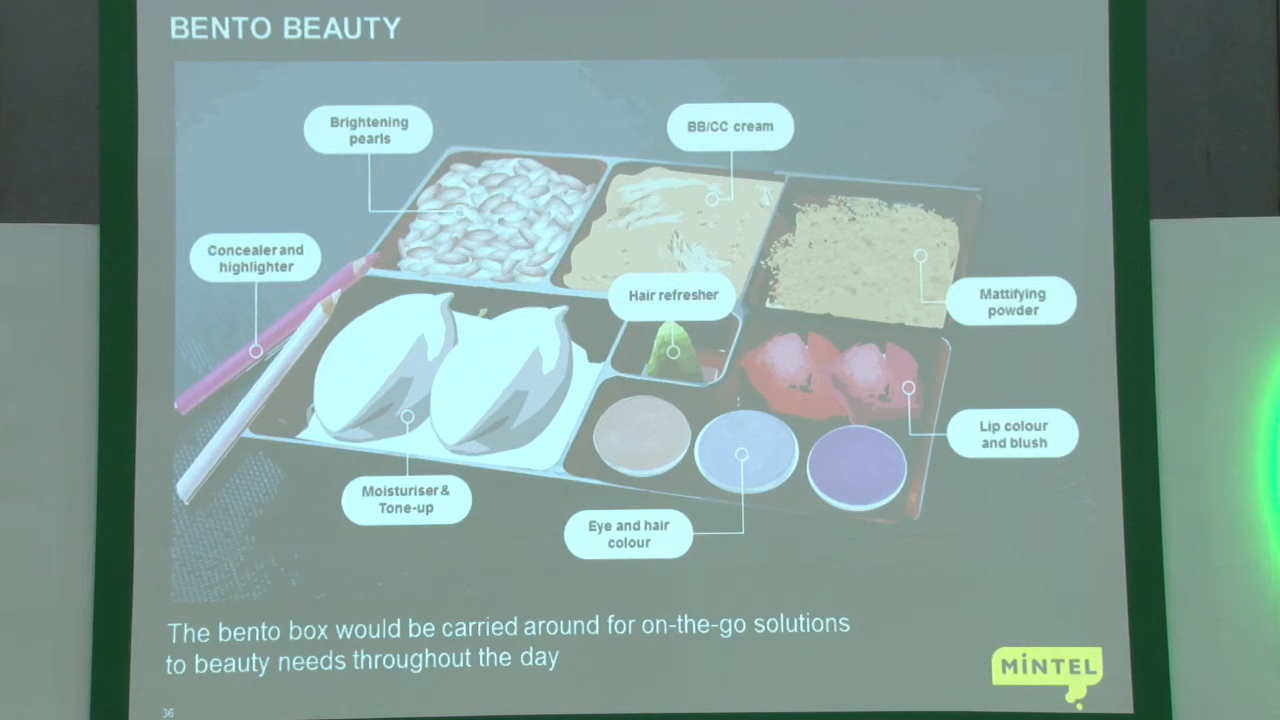 BENTO BEAUTY
Brightening
pearls
BB/CC cream
Concealer and
highlighter
Hair refresher
Mattifying
powder
Lip colour
and blush
Moisturiser &
Tone-up
Eye and hair
colour
The bento box would be carried around for on-the-go solutions
to beauty needs throughout the day
MiNTEL
36